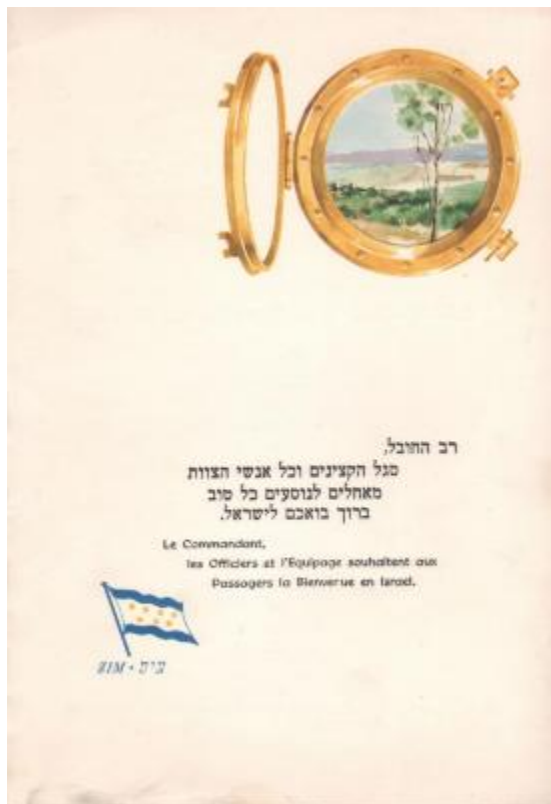 רב החובל,
סגל הקצינים וכל אנשי הצוות
מאחלים לנוסעים כל טוב
ברוך בואכם לישראל.
Le Commandant,
les Officiers et l'Equipage souhaitent aux
Passagers la Bienvenue en Israel.
ZIM • צים